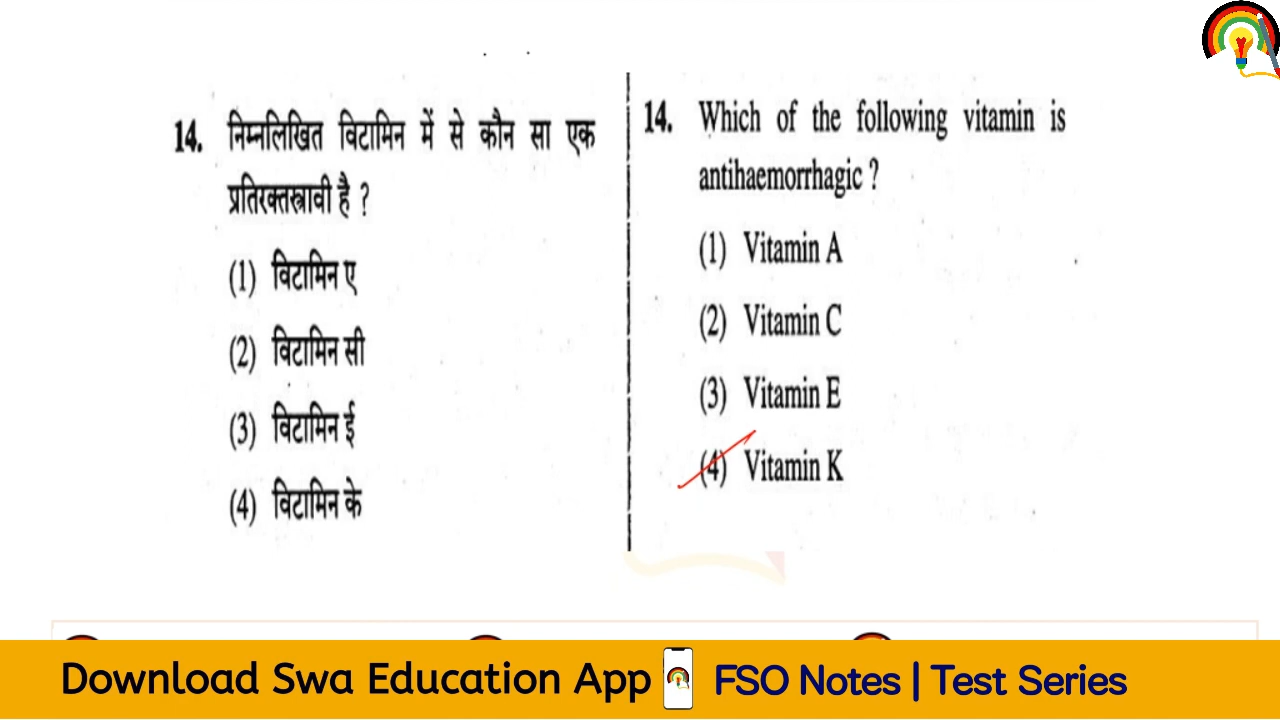 14. निम्नलिखित विटामिन में से कौन सा एक
प्रतिरक्तस्त्रावी है ?
(1) विटामिन ए
(2) विटामिन सी
(3) विटामिन ई
(4) विटामिन के
14. Which of the following vitamin is
antihaemorrhagic ?
(1) Vitamin A
(2) Vitamin C
(3) Vitamin E
(4) Vitamin K
Download Swa Education App FSO Notes | Test Series